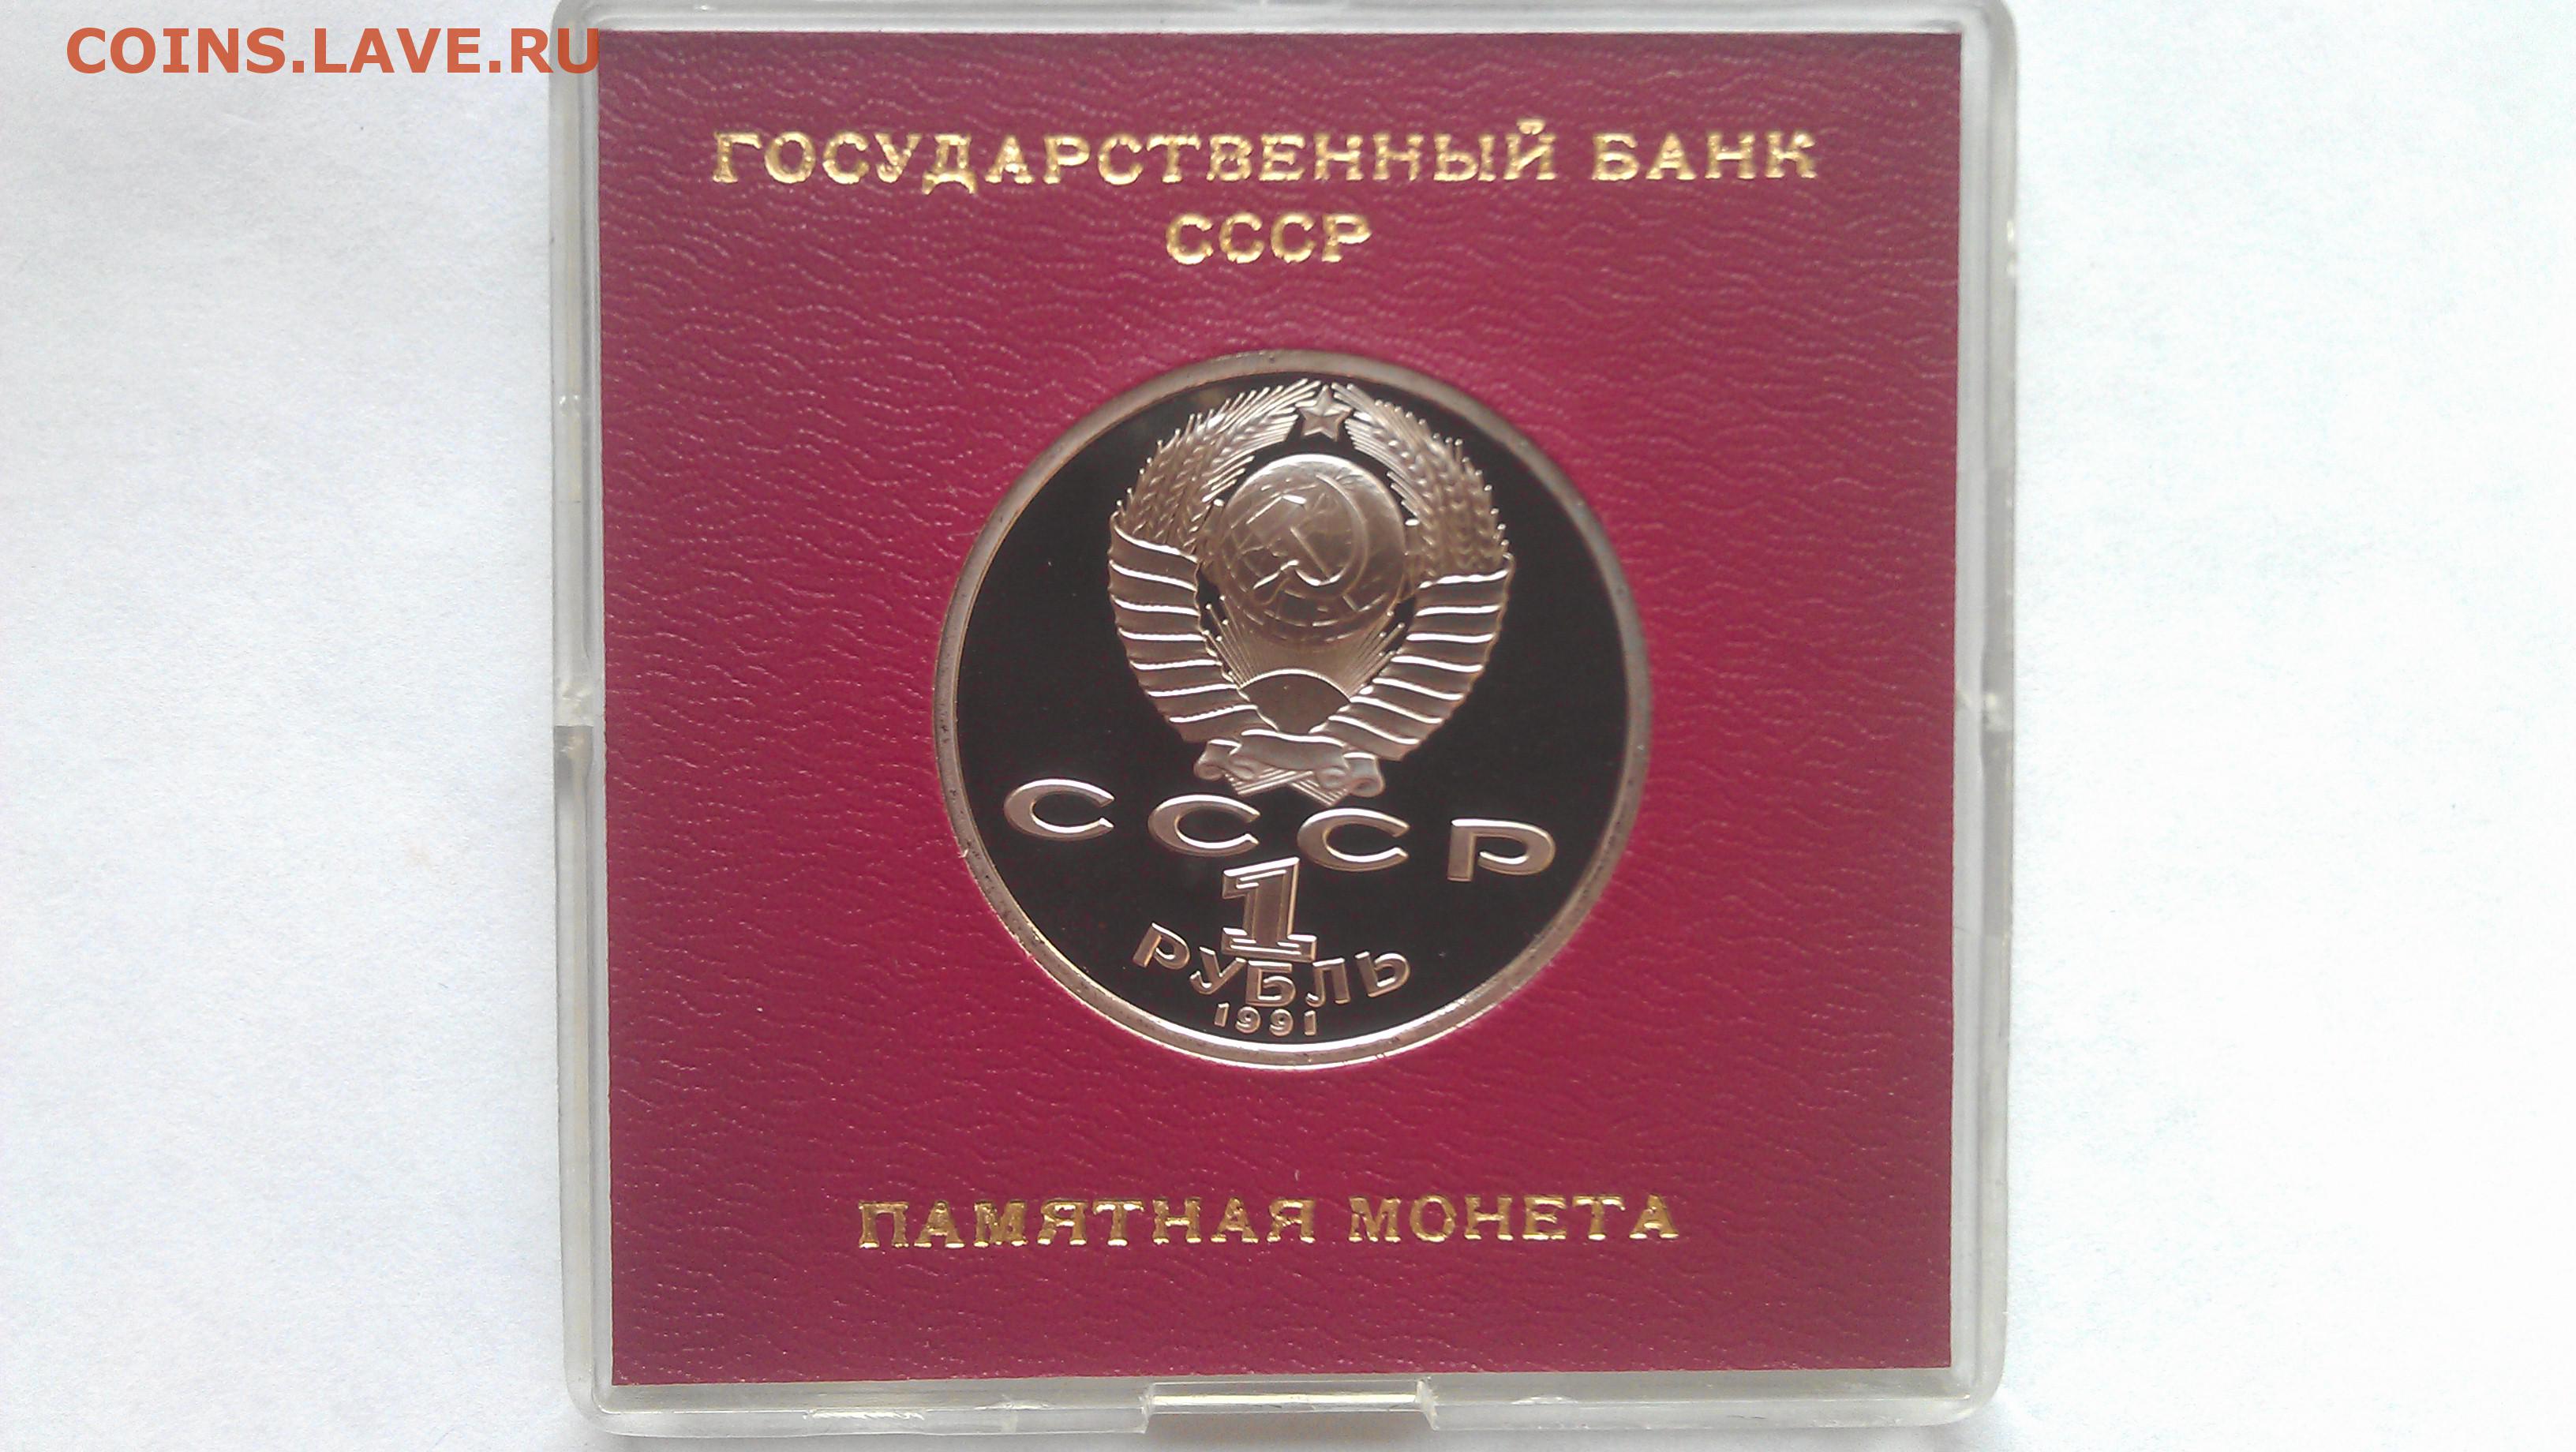 COINS.LAVE.RU
ГОСУДАРСТВЕННЫЙ БАНК
СССР
СССР
1
РУБЛЬ
1991
ПАМЯТНАЯ МОНЕТА